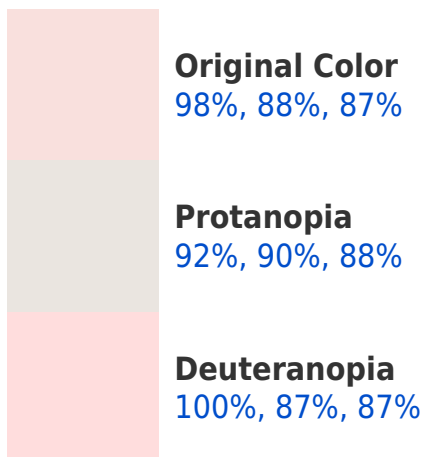 Original Color
98%, 88%, 87%
Protanopia
92%, 90%, 88%
Deuteranopia
100%, 87%, 87%